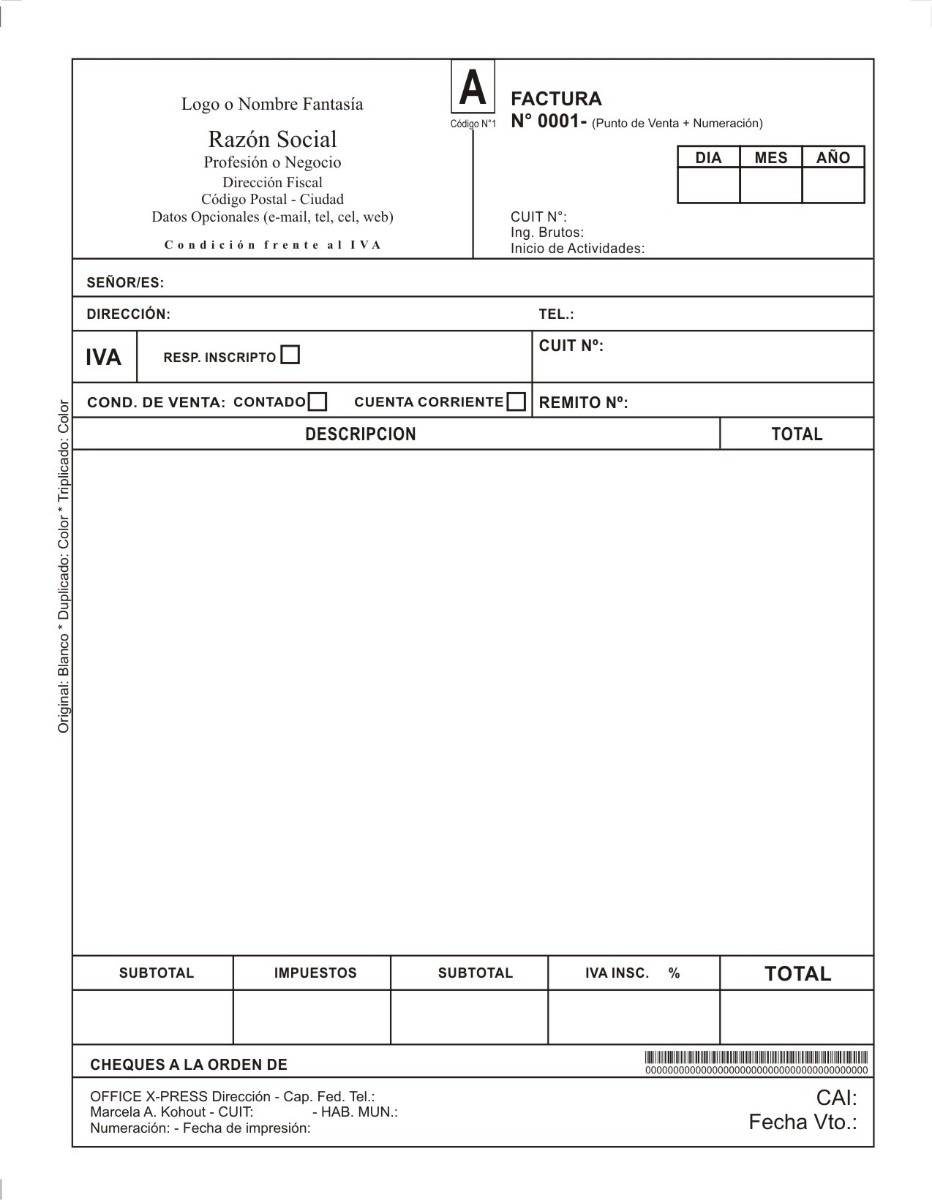 Logo o Nombre Fantasía
Razón Social
Profesión o Negocio
Dirección Fiscal
Código Postal - Ciudad
Datos Opcionales (e-mail, tel, cel, web)
Condición frente al IVA
A
Código N°1
FACTURA
N° 0001- (Punto de Venta + Numeración)
DIA MES AÑO
CUIT N°:
Ing. Brutos:
Inicio de Actividades:
SEÑOR/ES:
DIRECCIÓN: TEL.:
IVA RESP. INSCRIPTO CUIT Nº:
COND. DE VENTA: CONTADO CUENTA CORRIENTE REMITO Nº:
DESCRIPCION TOTAL
Original: Blanco * Duplicado: Color * Triplicado: Color
SUBTOTAL IMPUESTOS SUBTOTAL IVA INSC. % TOTAL
CHEQUES A LA ORDEN DE
0000000000000000000000000000000000000000
OFFICE X-PRESS Dirección - Cap. Fed. Tel.:
Marcela A. Kohout - CUIT: - HAB. MUN.:
Numeración: - Fecha de impresión:
CAI:
Fecha Vto.: